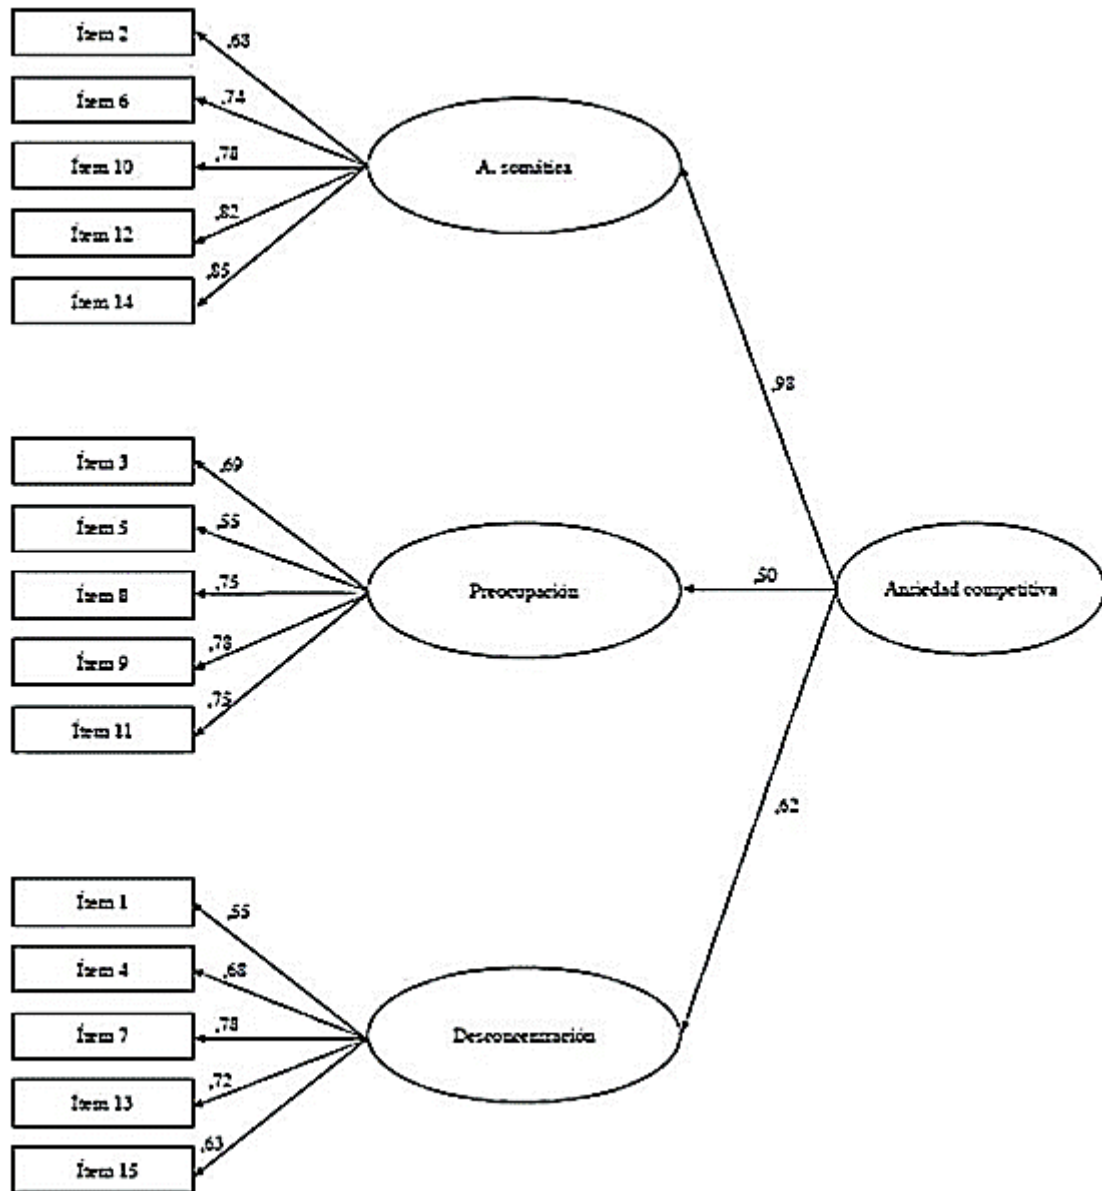 Ítem 2
,63
Ítem 6
,74
Ítem 10
,78
A. somática
Ítem 12
,82
Ítem 14
,85
,98
Ítem 3
,69
Ítem 5
,55
Ítem 8
,75
Preocupación
,50
Ansiedad competitiva
Ítem 9
,78
Ítem 11
,75
,62
Ítem 1
,55
Ítem 4
,68
Ítem 7
,78
Desconcentración
Ítem 13
,72
Ítem 15
,63